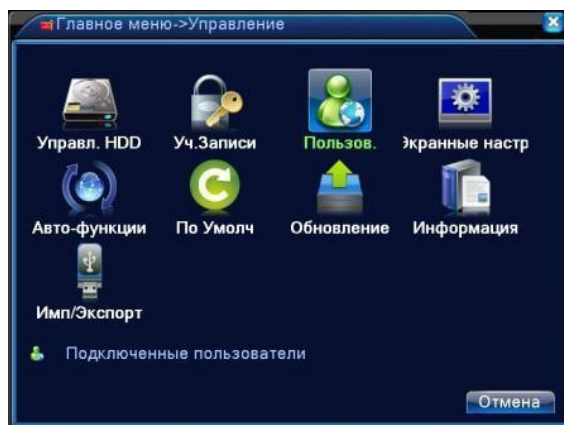 Главное меню->Управление
Управл. HDD Уч.Записи Пользов. Экранные настр
Авто-функции По Умолч Обновление Информация
Имп/Экспорт
Подключенные пользователи
Отмена